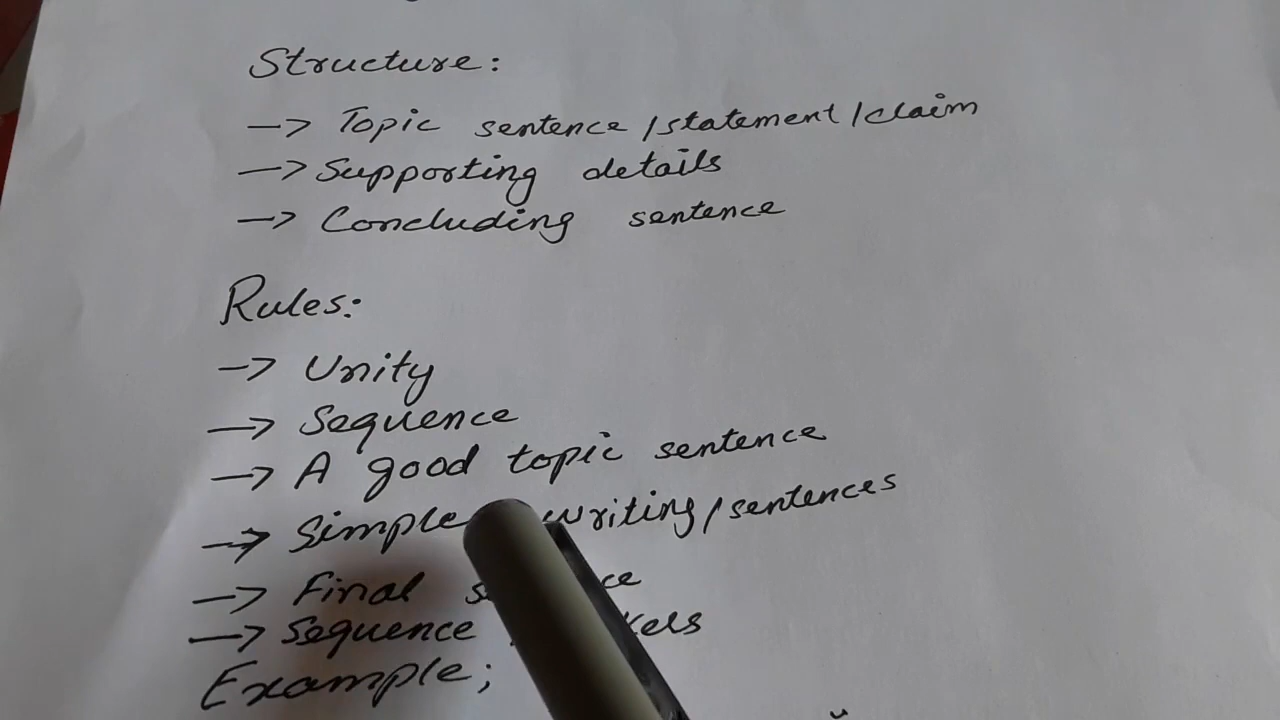 Structure:
→ Topic sentence / statement / claim
→ Supporting details
→ Concluding sentence
Rules:
→ Unity
→ Sequence
→ A good topic sentence
→ Simple writing / sentences
→ Final
→ Sequence
Example;